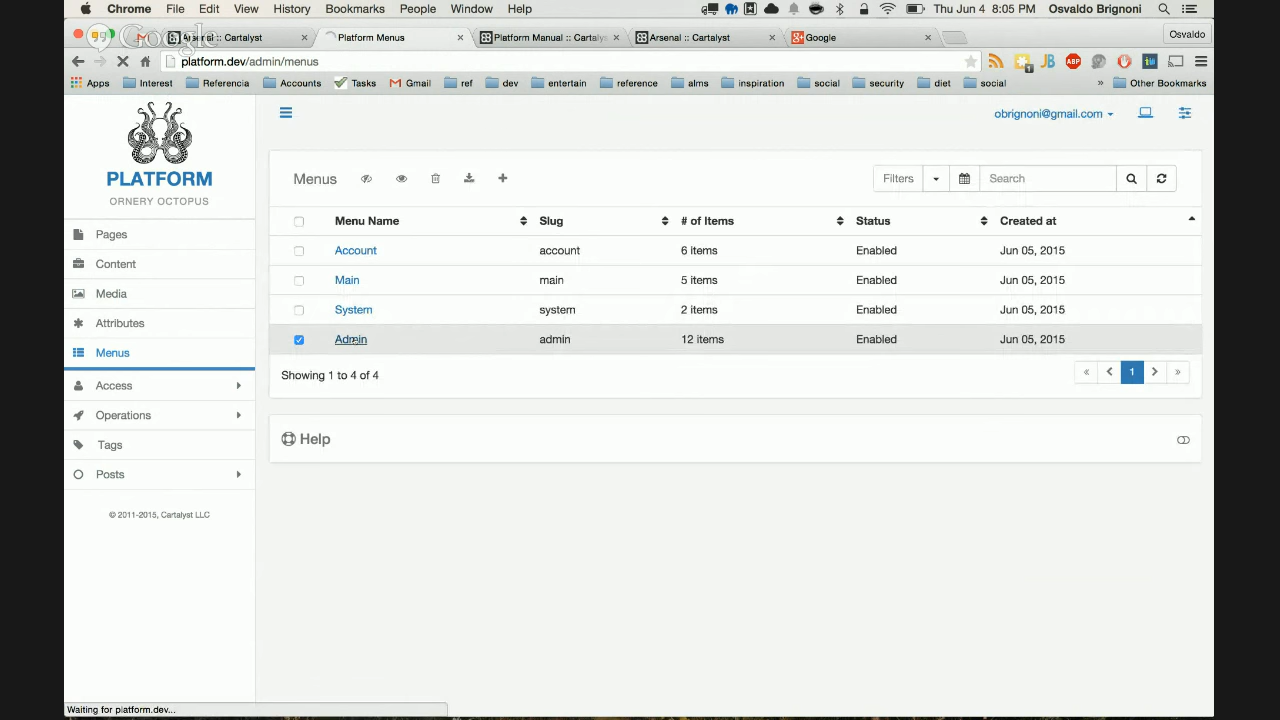 Chrome File Edit View History Bookmarks People Window Help Thu Jun 4 8:05 PM Osvaldo Brignoni
Google
Arsenal :: Cartalyst Platform Menus Platform Manual :: Cartalys Arsenal :: Cartalyst Google Osvaldo
platform.dev/admin/menus
Apps Interest Referencia Accounts Tasks Gmail ref dev entertain reference alms inspiration social security diet social » Other Bookmarks
PLATFORM
ORNERY OCTOPUS
Pages
Content
Media
Attributes
Menus
Access
Operations
Tags
Posts
© 2011-2015, Cartalyst LLC
obrignoni@gmail.com
Menus Filters Search
Menu Name Slug # of Items Status Created at
Account account 6 items Enabled Jun 05, 2015
Main main 5 items Enabled Jun 05, 2015
System system 2 items Enabled Jun 05, 2015
Admin admin 12 items Enabled Jun 05, 2015
Showing 1 to 4 of 4 « 1 »
Help
Waiting for platform.dev...